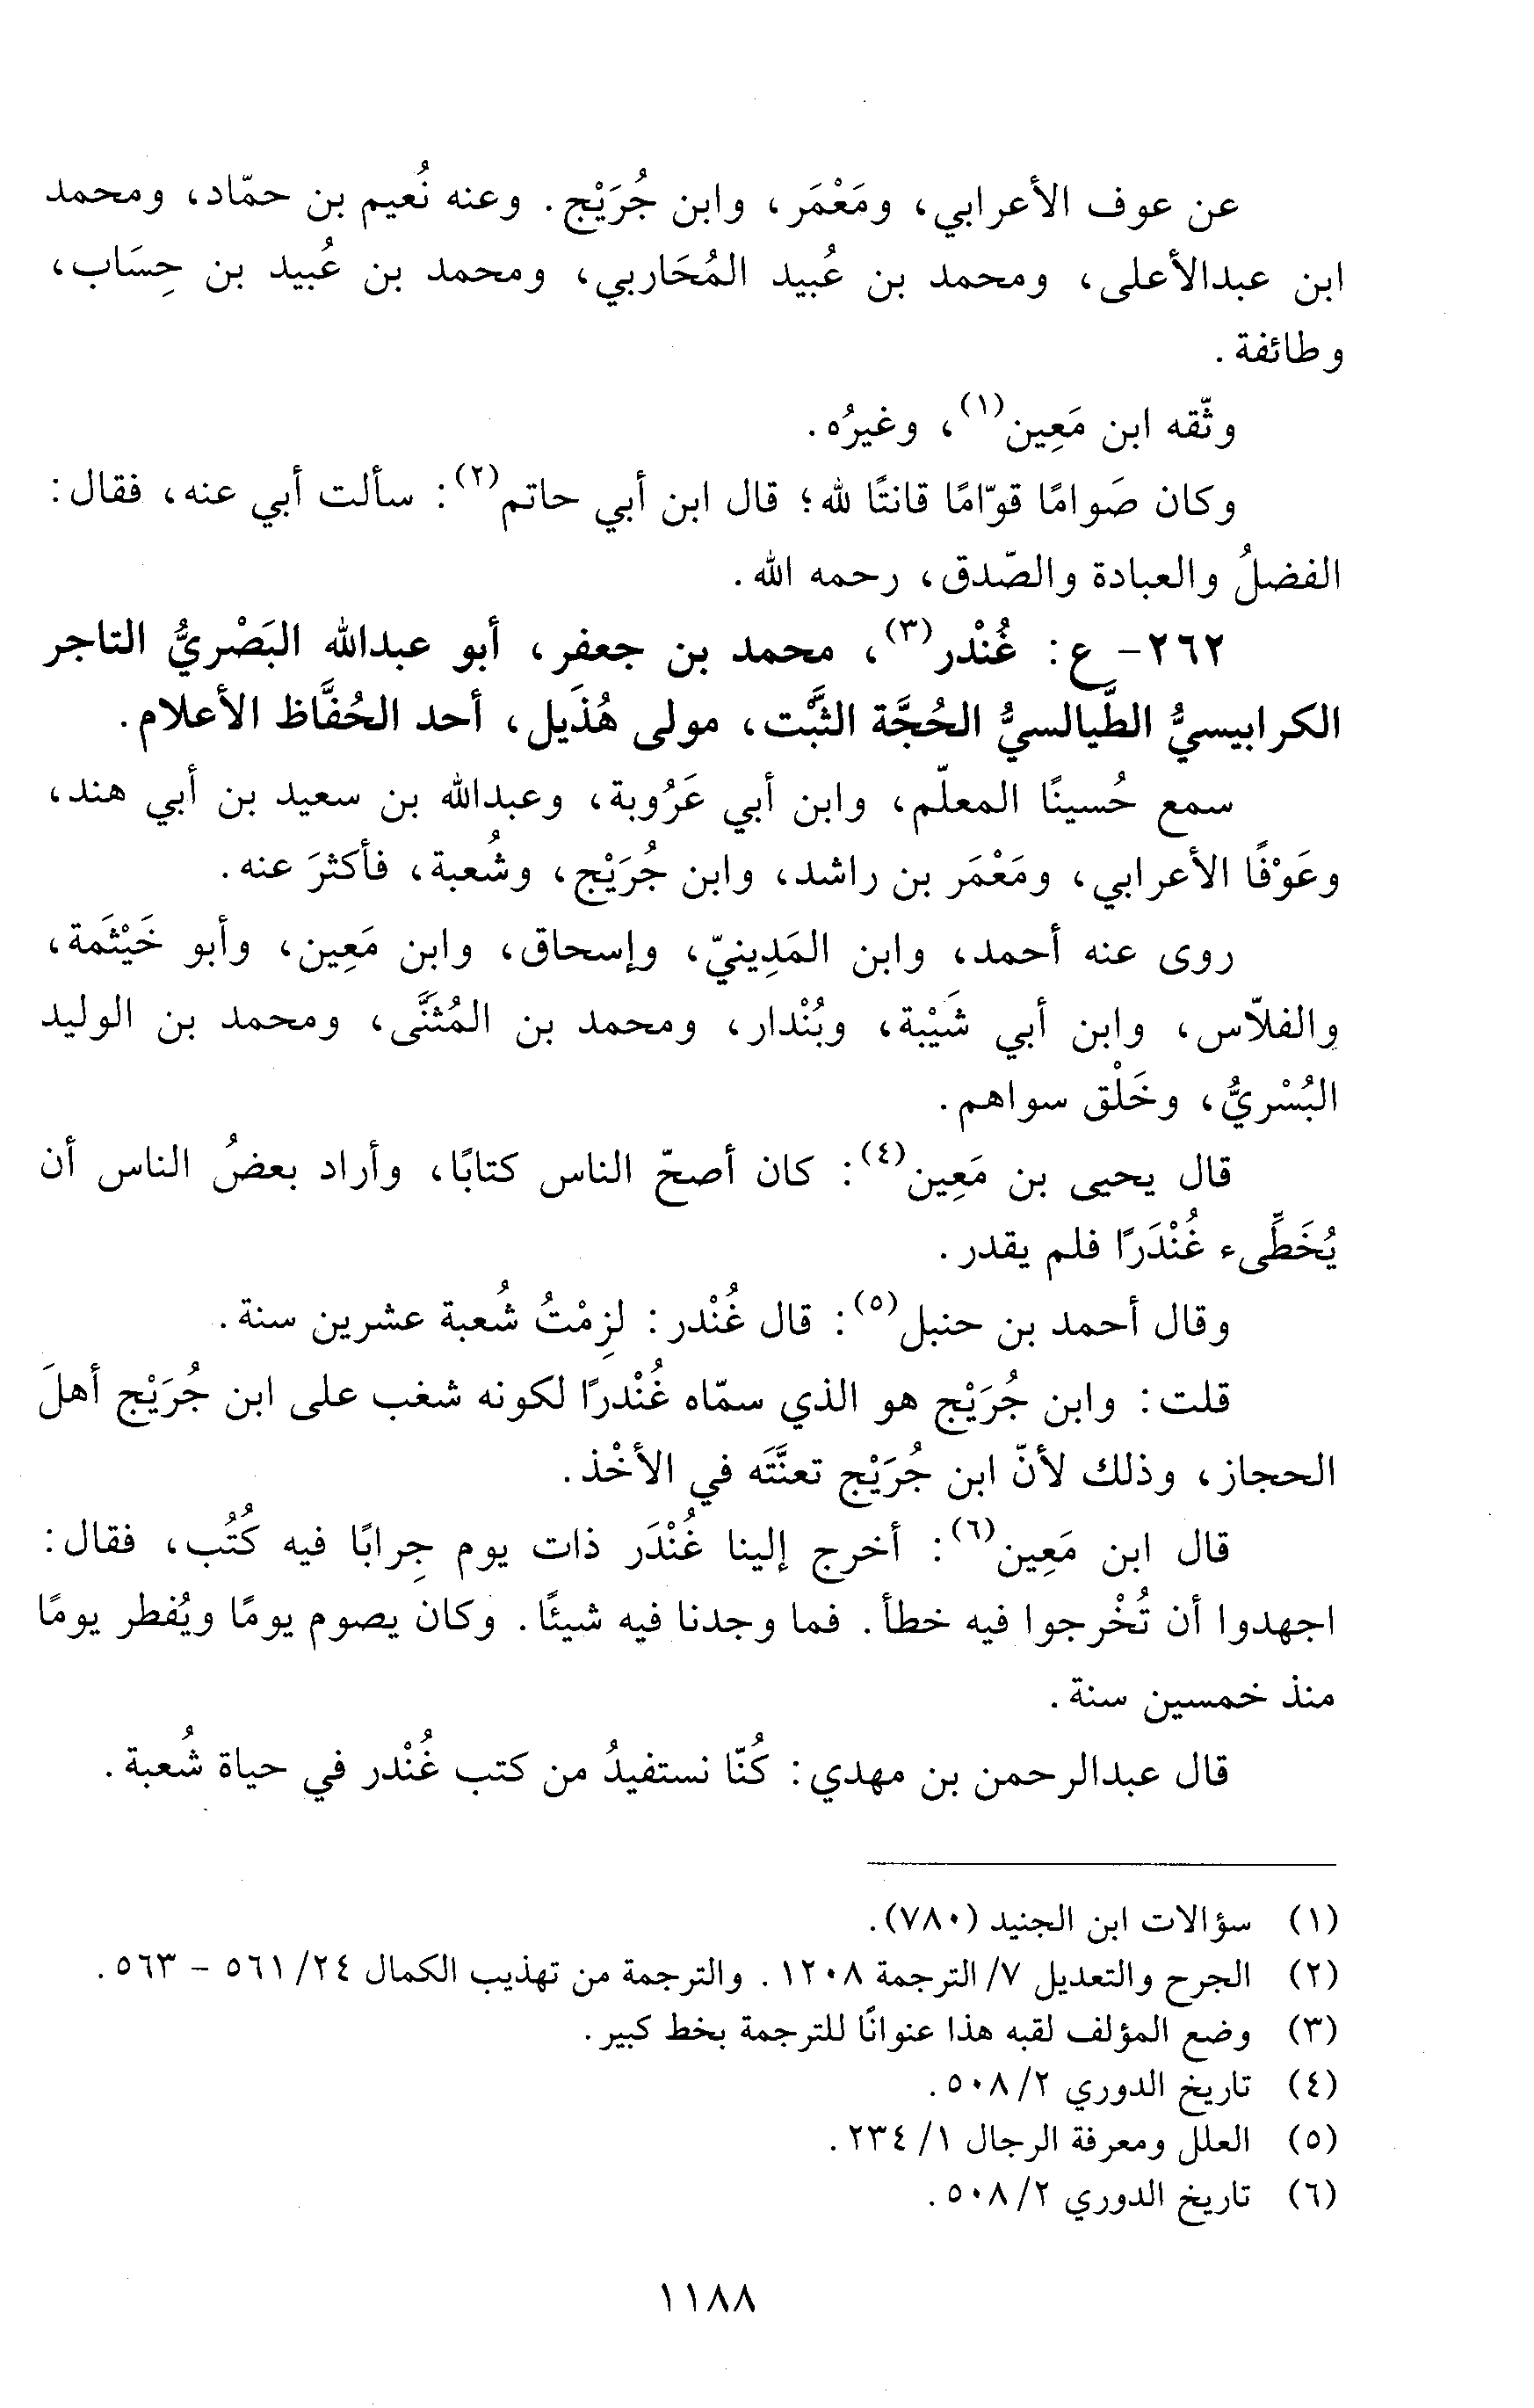 عن عوف الأعرابي، ومَعْمَر، وابن جُرَيْج. وعنه نُعيم بن حمّاد، ومحمد
ابن عبدالأعلى، ومحمد بن عُبيد المُحَاربي، ومحمد بن عُبيد بن حِسَاب،
وطائفة.
وثّقه ابن مَعِين(١)، وغيرُه.
وكان صَوامًا قوّامًا قانتًا لله؛ قال ابن أبي حاتم(٢): سألت أبي عنه، فقال:
الفضلُ والعبادة والصّدق، رحمه الله.
٢٦٢- ع: غُنْدر(٣)، محمد بن جعفر، أبو عبدالله البَصْريُّ التاجر
الكرابيسيُّ الطَّيالسيُّ الحُجَّة الثَّبْت، مولى هُذَيل، أحد الحُفَّاظ الأعلام.
سمع حُسينًا المعلّم، وابن أبي عَرُوبة، وعبدالله بن سعيد بن أبي هند،
وعَوْفًا الأعرابي، ومَعْمَر بن راشد، وابن جُرَيْج، وشُعبة، فأكثرَ عنه.
روى عنه أحمد، وابن المَدِينيّ، وإسحاق، وابن مَعِين، وأبو خَيْثَمة،
والفلاّس، وابن أبي شَيْبة، وبُنْدار، ومحمد بن المُثنَّى، ومحمد بن الوليد
البُسْريُّ، وخَلْق سواهم.
قال يحيى بن مَعِين(٤): كان أصحّ الناس كتابًا، وأراد بعضُ الناس أن
يُخَطِّىء غُنْدَرًا فلم يقدر.
وقال أحمد بن حنبل(٥): قال غُنْدر: لزِمْتُ شُعبة عشرين سنة.
قلت: وابن جُرَيْج هو الذي سمّاه غُنْدرًا لكونه شغب على ابن جُرَيْج أهلَ
الحجاز، وذلك لأنّ ابن جُرَيْج تعنَّتَه في الأخْذ.
قال ابن مَعِين(٦): أخرج إلينا غُنْدَر ذات يوم جِرابًا فيه كُتُب، فقال:
اجهدوا أن تُخْرجوا فيه خطأ. فما وجدنا فيه شيئًا. وكان يصوم يومًا ويُفطر يومًا
منذ خمسين سنة.
قال عبدالرحمن بن مهدي: كُنّا نستفيدُ من كتب غُنْدر في حياة شُعبة.
(١) سؤالات ابن الجنيد (٧٨٠).
(٢) الجرح والتعديل ٧/ الترجمة ١٢٠٨. والترجمة من تهذيب الكمال ٢٤/ ٥٦١ - ٥٦٣.
(٣) وضع المؤلف لقبه هذا عنوانًا للترجمة بخط كبير.
(٤) تاريخ الدوري ٢/ ٥٠٨.
(٥) العلل ومعرفة الرجال ١/ ٢٣٤.
(٦) تاريخ الدوري ٢/ ٥٠٨.
١١٨٨